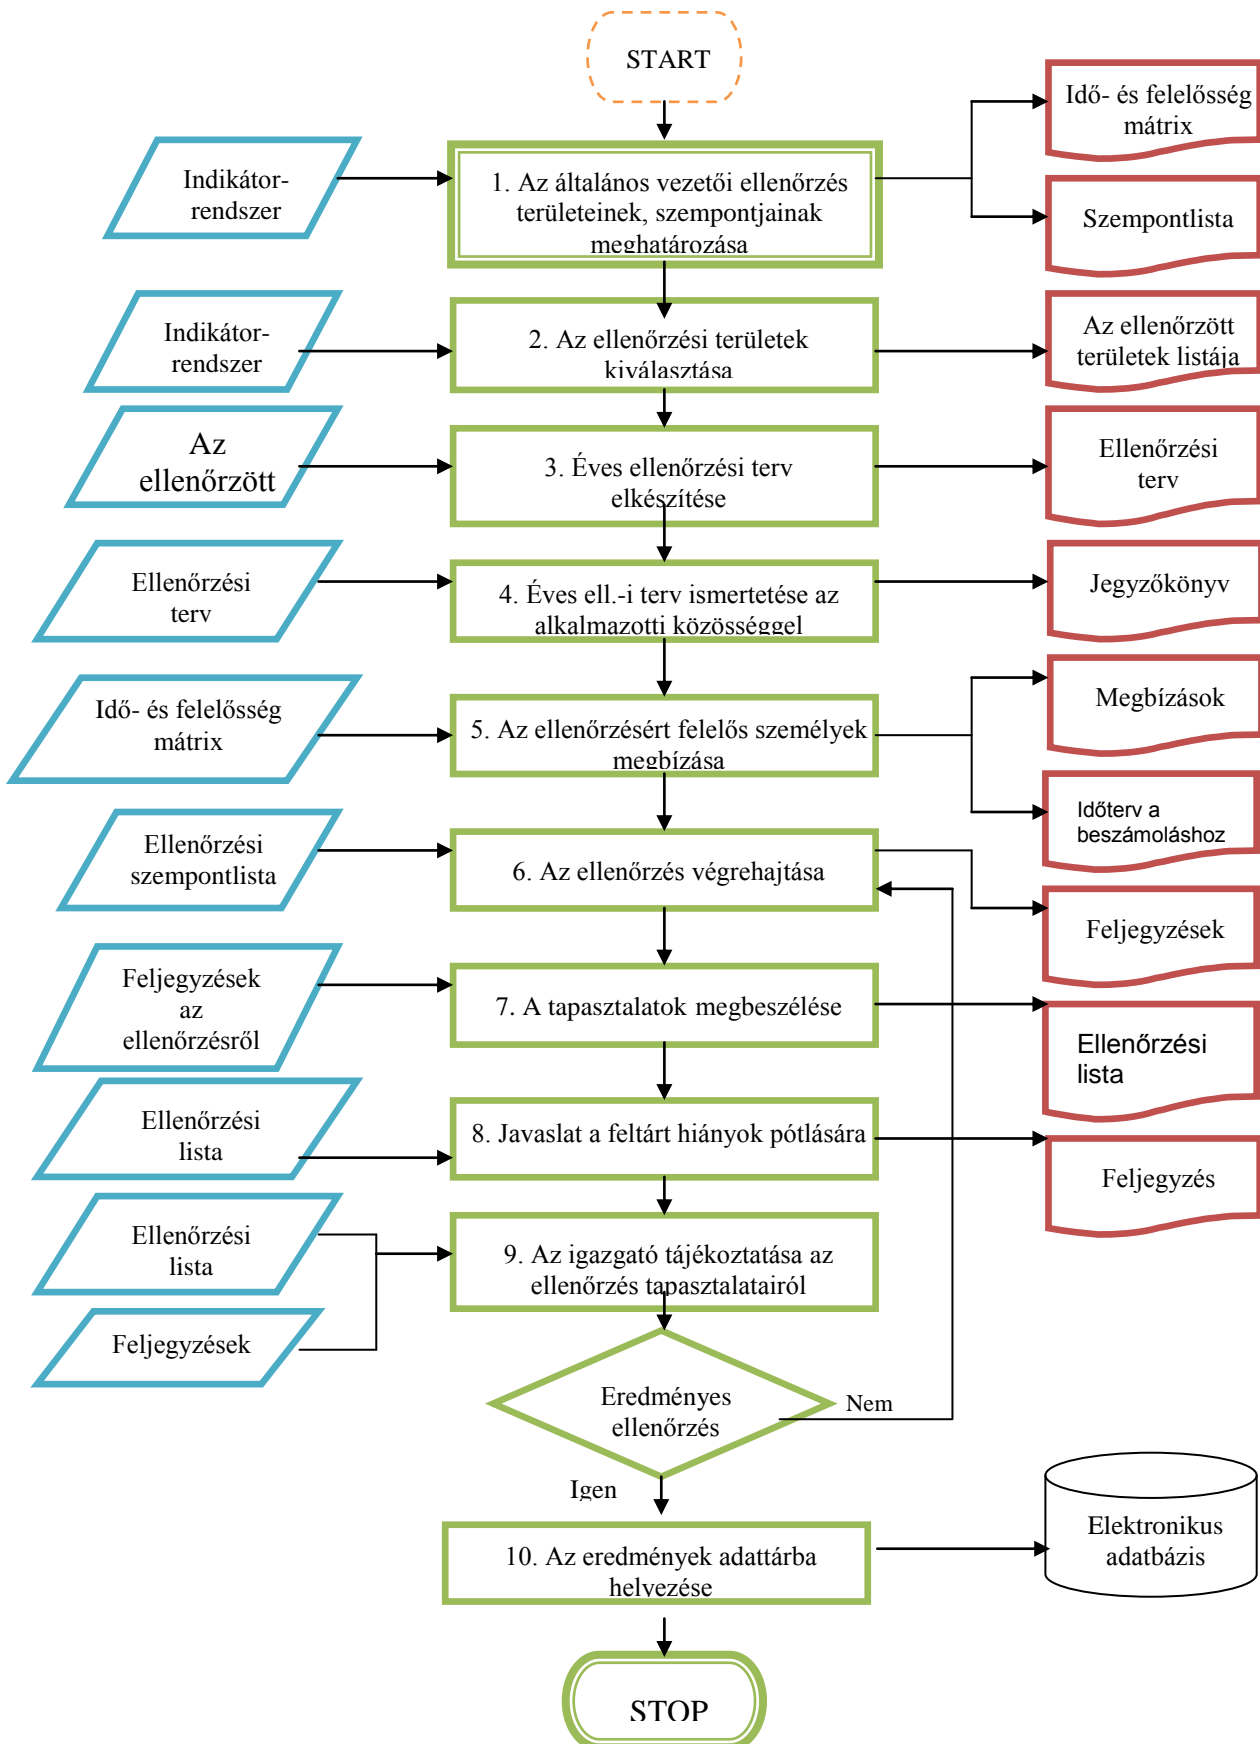 START
Idő- és felelősség
mátrix
Indikátor-
rendszer
1. Az általános vezetői ellenőrzés
területeinek, szempontjainak
meghatározása
Szempontlista
Indikátor-
rendszer
2. Az ellenőrzési területek
kiválasztása
Az ellenőrzött
területek listája
Az
ellenőrzött
3. Éves ellenőrzési terv
elkészítése
Ellenőrzési
terv
Ellenőrzési
terv
4. Éves ell.-i terv ismertetése az
alkalmazotti közösséggel
Jegyzőkönyv
Idő- és felelősség
mátrix
5. Az ellenőrzésért felelős személyek
megbízása
Megbízások
Időterv a
beszámoláshoz
Ellenőrzési
szempontlista
6. Az ellenőrzés végrehajtása
Feljegyzések
Feljegyzések
az
ellenőrzésről
7. A tapasztalatok megbeszélése
Ellenőrzési
lista
Ellenőrzési
lista
8. Javaslat a feltárt hiányok pótlására
Feljegyzés
Ellenőrzési
lista
9. Az igazgató tájékoztatása az
ellenőrzés tapasztalatairól
Feljegyzések
Eredményes
ellenőrzés
Nem
Igen
10. Az eredmények adattárba
helyezése
Elektronikus
adatbázis
STOP